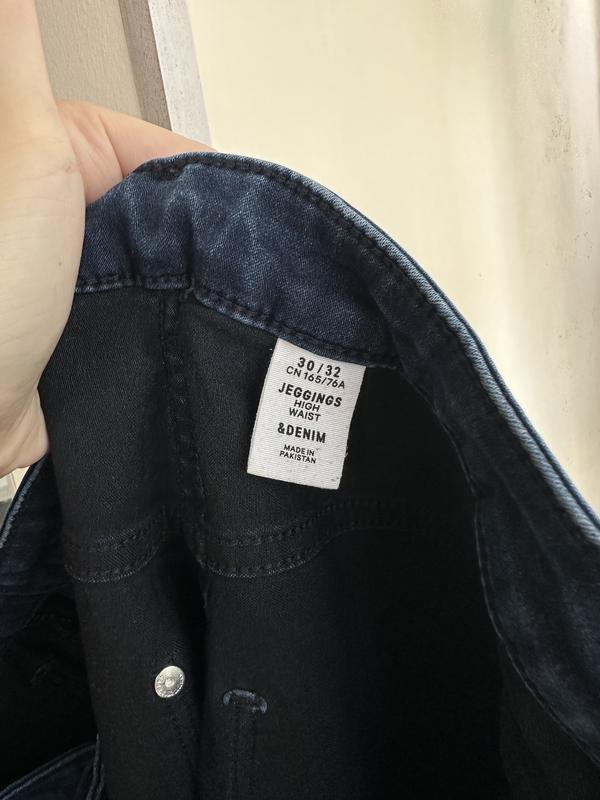 30/32
CN 165/76A
JEGGINGS
HIGH
WAIST
&DENIM
MADE IN
PAKISTAN